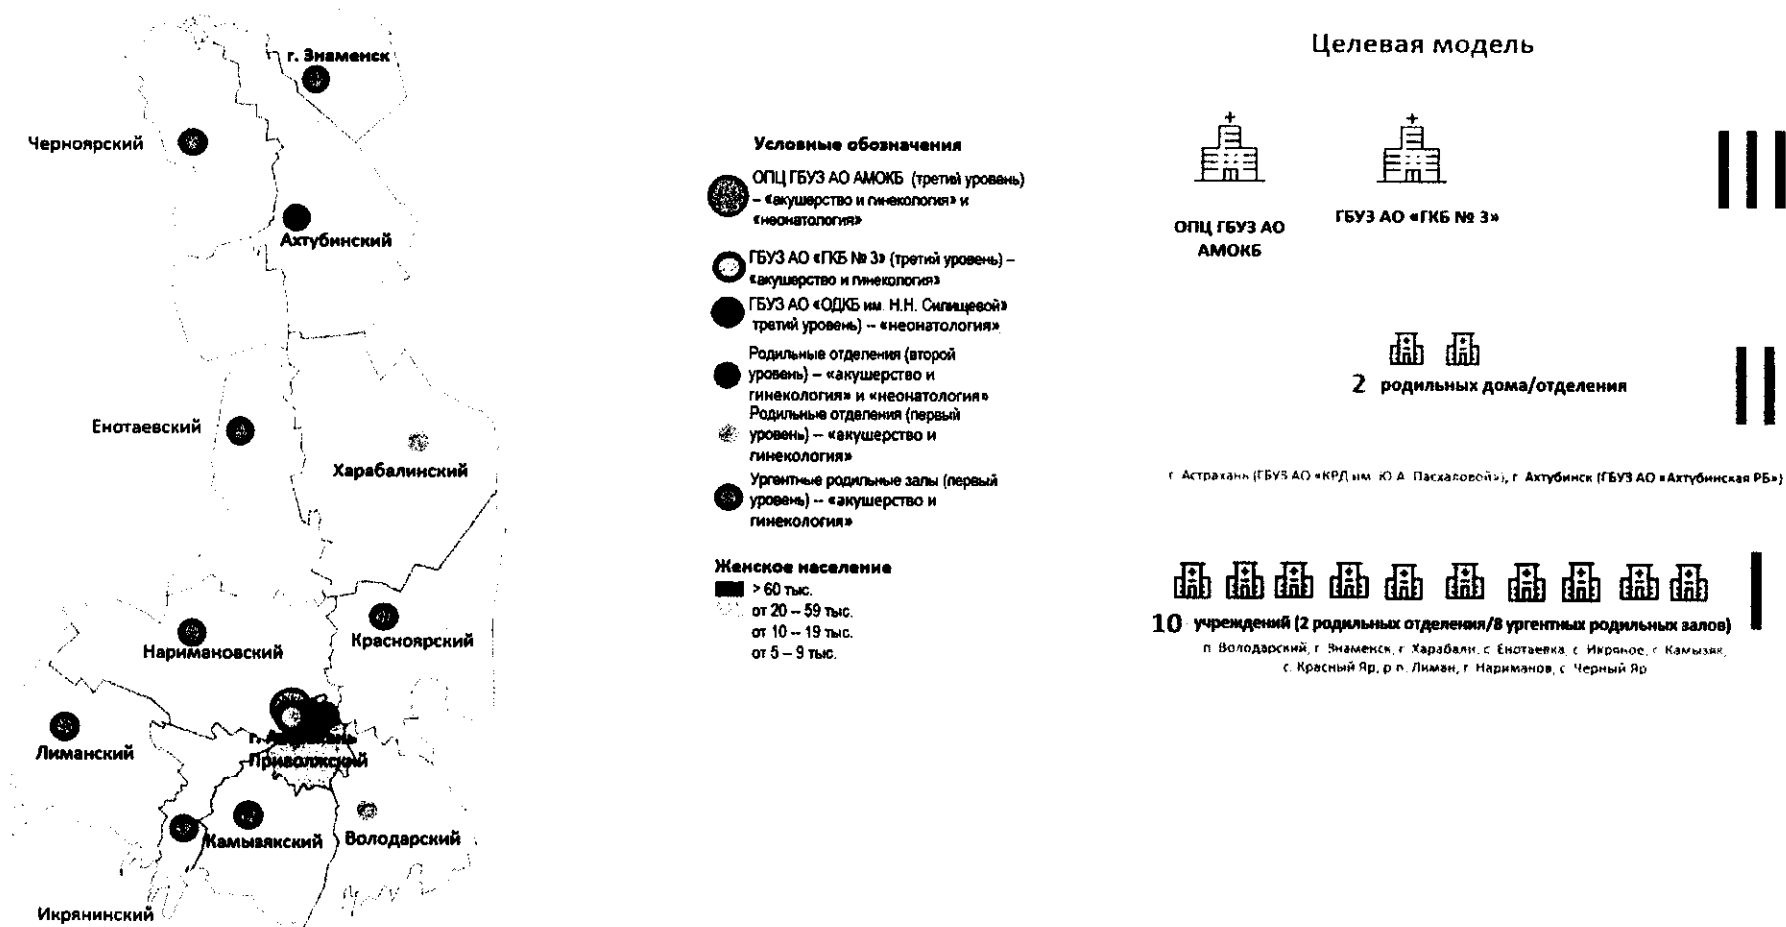 г. Знаменск
Черноярский
Ахтубинский
Енотаевский
Харабалинский
Красноярский
Наримановский
Лиманский
Приволжский
Камызякский
Володарский
Икрянинский
Условные обозначения
ОПЦ ГБУЗ АО АМОКБ (третий уровень)
– «акушерство и гинекология» и
«неонатология»
ГБУЗ АО «ГКБ № 3» (третий уровень) –
«акушерство и гинекология»
ГБУЗ АО «ОДКБ им. Н.Н. Силищевой»
третий уровень) – «неонатология»
Родильные отделения (второй
уровень) – «акушерство и
гинекология» и «неонатология»
Родильные отделения (первый
уровень) – «акушерство и
гинекология»
Ургентные родильные залы (первый
уровень) – «акушерство и
гинекология»
Женское население
> 60 тыс.
от 20 – 59 тыс.
от 10 – 19 тыс.
от 5 – 9 тыс.
Целевая модель
ОПЦ ГБУЗ АО
АМОКБ
ГБУЗ АО «ГКБ № 3»
2 родильных дома/отделения
г. Астрахань (ГБУЗ АО «КРД им. Ю.А. Пасхаловой»), г. Ахтубинск (ГБУЗ АО «Ахтубинская РБ»)
10 учреждений (2 родильных отделения/8 ургентных родильных залов)
п. Володарский, г. Знаменск, г. Харабали, с. Енотаевка, с. Икряное, г. Камызяк,
с. Красный Яр, р.п. Лиман, г. Нариманов, с. Черный Яр